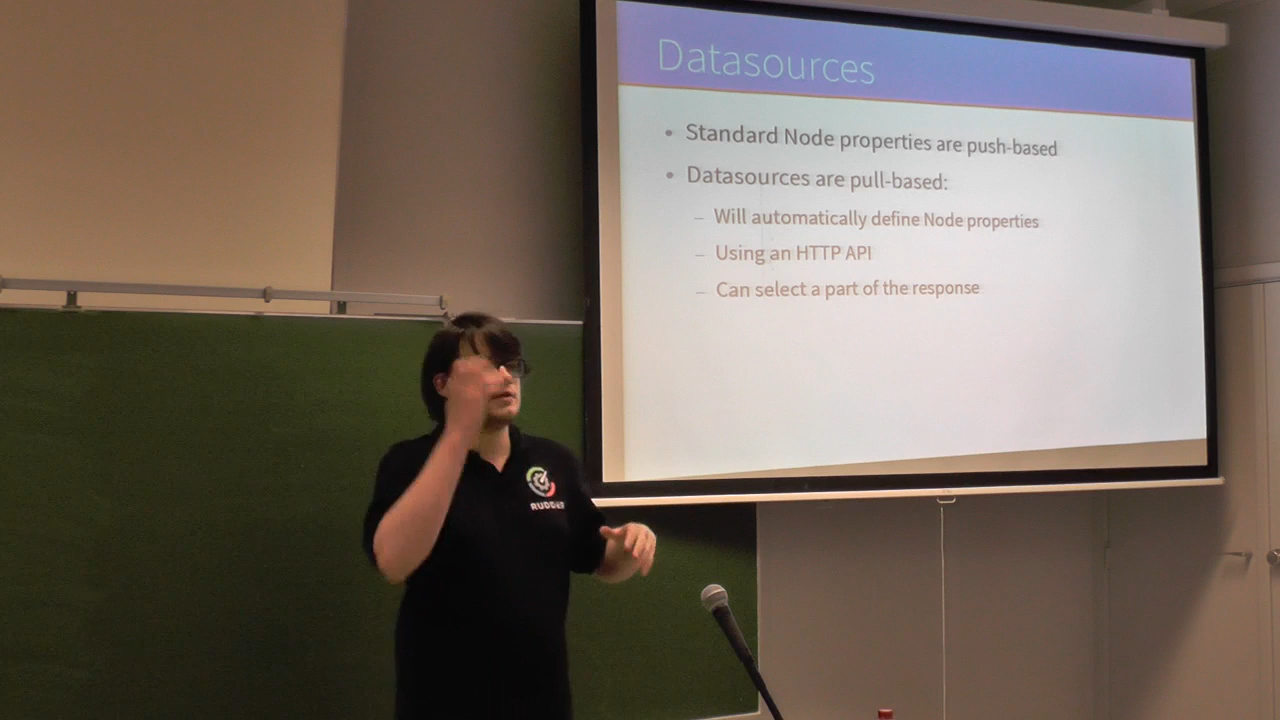 Datasources
• Standard Node properties are push-based
• Datasources are pull-based:
– Will automatically define Node properties
– Using an HTTP API
– Can select a part of the response
RUDDER